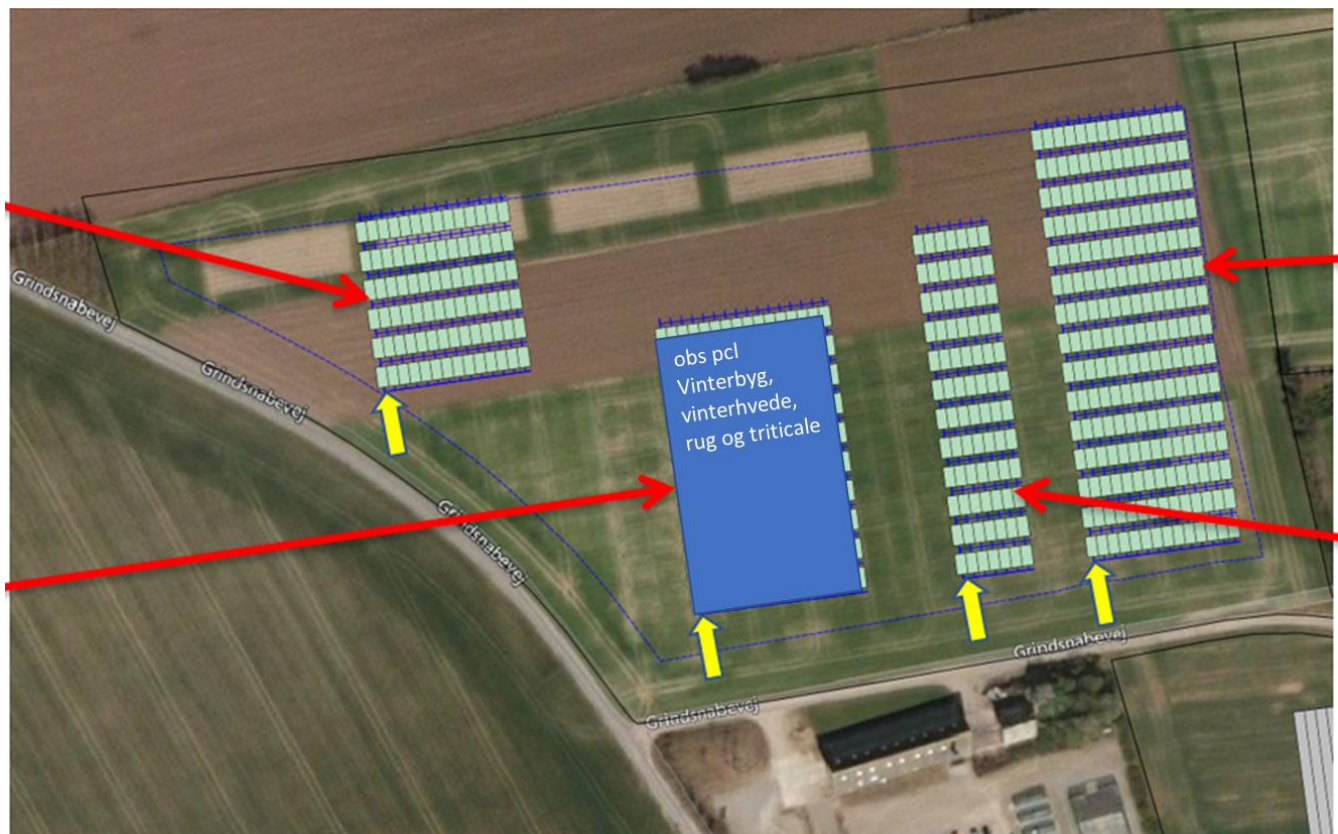 Grindsnabevej
Grindsnabevej
obs pcl
Vinterbyg,
vinterhvede,
rug og triticale
Grindsnabevej
Grindsnabevej
Grindsnabevej